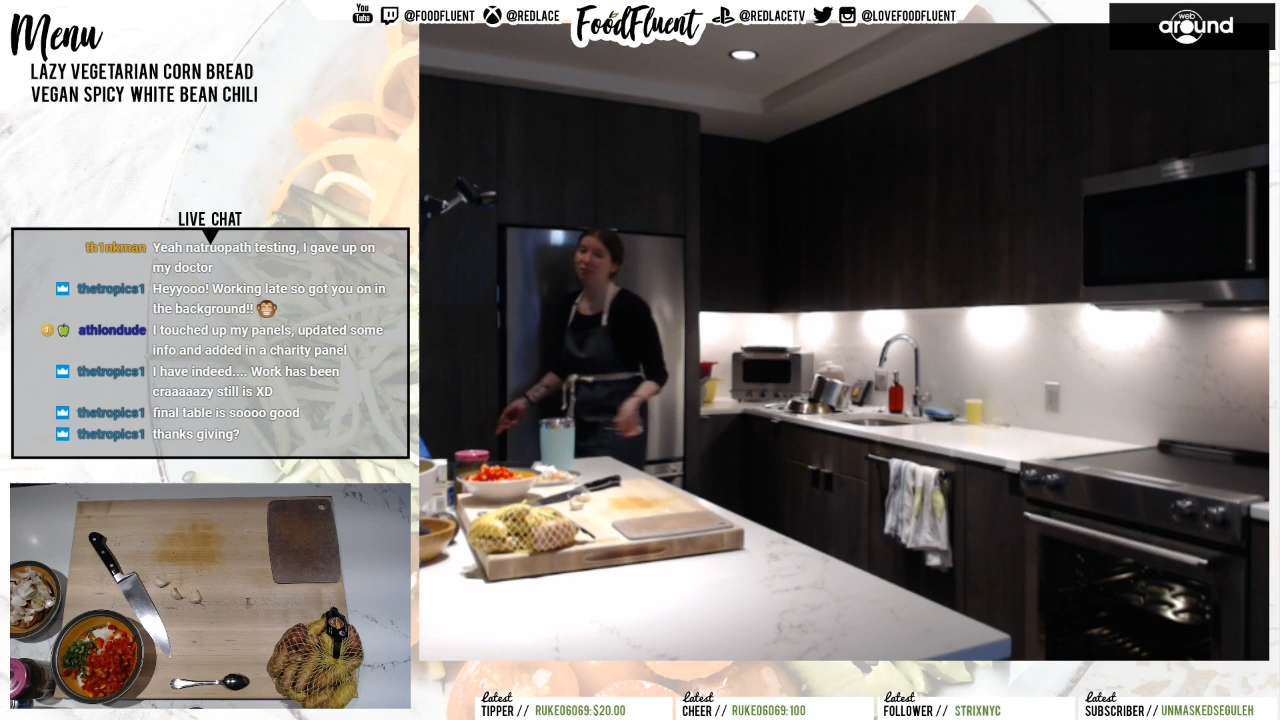 You
Tube
@FOODFLUENT
@REDLACE
FoodFluent
@REDLACETV
@LOVEFOODFLUENT
web
around
Menu
LAZY VEGETARIAN CORN BREAD
VEGAN SPICY WHITE BEAN CHILI
LIVE CHAT
th1nkman Yeah natruopath testing, I gave up on
my doctor
thetropics1 Heyyooo! Working late so got you on in
the background!!
athlondude I touched up my panels, updated some
info and added in a charity panel
thetropics1 I have indeed.... Work has been
craaaaazy still is XD
thetropics1 final table is soooo good
thetropics1 thanks giving?
latest
TIPPER // RUKE06069: $20.00
latest
CHEER // RUKE06069: 100
latest
FOLLOWER // STRIXNYC
latest
SUBSCRIBER // UNMASKEDSEGULEH